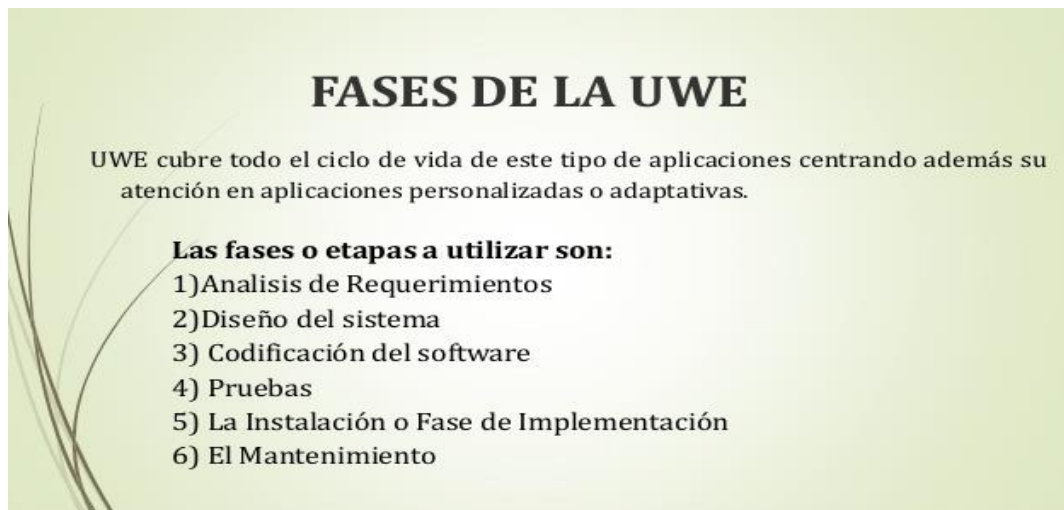 FASES DE LA UWE
UWE cubre todo el ciclo de vida de este tipo de aplicaciones centrando además su
atención en aplicaciones personalizadas o adaptativas.
Las fases o etapas a utilizar son:
1)Analisis de Requerimientos
2)Diseño del sistema
3) Codificación del software
4) Pruebas
5) La Instalación o Fase de Implementación
6) El Mantenimiento